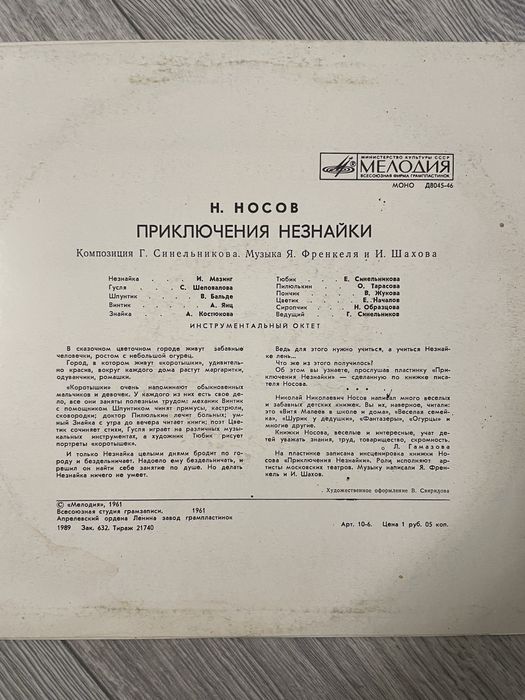 МИНИСТЕРСТВО КУЛЬТУРЫ СССР
МЕЛОДИЯ
ВСЕСОЮЗНАЯ ФИРМА ГРАМПЛАСТИНОК
МОНО Д8045-46
Н. НОСОВ
ПРИКЛЮЧЕНИЯ НЕЗНАЙКИ
Композиция Г. Синельникова. Музыка Я. Френкеля и И. Шахова
Незнайка . . . И. Мазинг
Гусля . . . С. Шеповалова
Шпунтик . . . В. Бальде
Винтик . . . А. Янц
Знайка . . . А. Костюкова
Тюбик . . . Е. Синельникова
Пилюлькин . . . О. Тарасова
Пончик . . . В. Жукова
Цветик . . . Е. Началов
Сиропчик . . . Н. Образцова
Ведущий . . . Г. Синельников
ИНСТРУМЕНТАЛЬНЫЙ ОКТЕТ
В сказочном цветочном городе живут забавные
человечки, ростом с небольшой огурец.
Город, в котором живут «коротышки», удивитель-
но красив, вокруг каждого дома растут маргаритки,
одуванчики, ромашки.
«Коротышки» очень напоминают обыкновенных
мальчиков и девочек. У каждого из них есть свое де-
ло, все они заняты полезным трудом: механик Винтик
с помощником Шпунтиком чинят примусы, кастрюли,
сковородки; доктор Пилюлькин лечит больных; ум-
ный Знайка с утра до вечера читает книги; поэт Цве-
тик сочиняет стихи, Гусля играет на различных музы-
кальных инструментах, а художник Тюбик рисует
портреты «коротышек».
И только Незнайка целыми днями бродит по го-
роду и бездельничает. Надоело ему бездельничать, и
решил он найти себе занятие по душе. Но делать
Незнайка ничего не умеет.
Ведь для этого нужно учиться, а учиться Незнай-
ке лень...
Что же из этого получилось?
Об этом вы узнаете, прослушав пластинку «При-
ключения Незнайки» — сделанную по книжке писа-
теля Носова.
* * *
Николай Николаевич Носов написал много веселых
и забавных детских книжек. Вы их, наверное, читали:
это «Витя Малеев в школе и дома», «Веселая семей-
ка», «Шурик у дедушки», «Фантазеры», «Огурцы» и
многие другие.
Книжки Носова, веселые и интересные, учат де-
тей уважать знания, труд, товарищество, скромность.
Л. Гамазова
На пластинке записана инсценировка книжки Но-
сова «Приключения Незнайки». Роли исполняют ар-
тисты московских театров. Музыку написали Я. Френ-
кель и И. Шахов.
Художественное оформление В. Свиридова
© «Мелодия», 1961
Всесоюзная студия грамзаписи, 1961
Апрелевский ордена Ленина завод грампластинок
1989 Зак. 632. Тираж 21740
Арт. 10-6. Цена 1 руб. 05 коп.